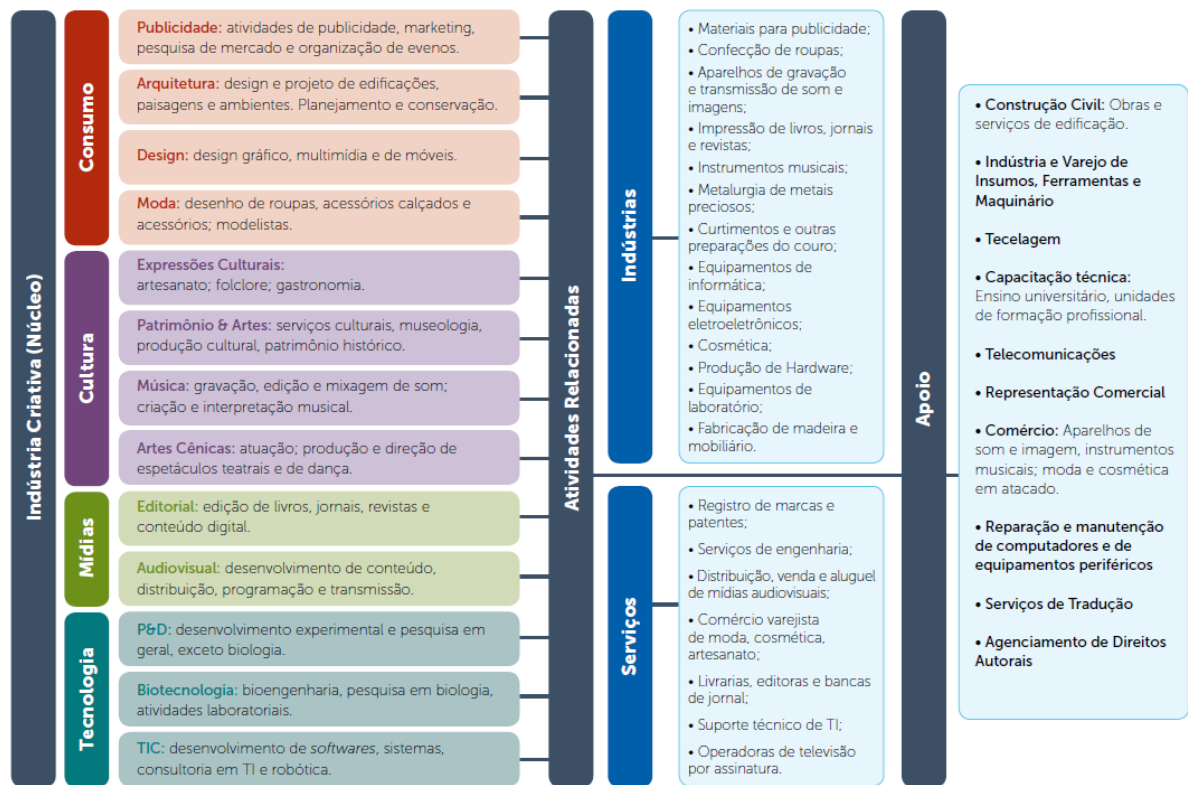 Indústria Criativa (Núcleo)
Consumo
Publicidade: atividades de publicidade, marketing,
pesquisa de mercado e organização de evenos.
Arquitetura: design e projeto de edificações,
paisagens e ambientes. Planejamento e conservação.
Design: design gráfico, multimídia e de móveis.
Moda: desenho de roupas, acessórios calçados e
acessórios; modelistas.
Cultura
Expressões Culturais:
artesanato; folclore; gastronomia.
Patrimônio & Artes: serviços culturais, museologia,
produção cultural, patrimônio histórico.
Música: gravação, edição e mixagem de som;
criação e interpretação musical.
Artes Cênicas: atuação; produção e direção de
espetáculos teatrais e de dança.
Mídias
Editorial: edição de livros, jornais, revistas e
conteúdo digital.
Audiovisual: desenvolvimento de conteúdo,
distribuição, programação e transmissão.
Tecnologia
P&D: desenvolvimento experimental e pesquisa em
geral, exceto biologia.
Biotecnologia: bioengenharia, pesquisa em biologia,
atividades laboratoriais.
TIC: desenvolvimento de softwares, sistemas,
consultoria em TI e robótica.
Atividades Relacionadas
Indústrias
• Materiais para publicidade;
• Confecção de roupas;
• Aparelhos de gravação
e transmissão de som e
imagens;
• Impressão de livros, jornais
e revistas;
• Instrumentos musicais;
• Metalurgia de metais
preciosos;
• Curtimentos e outras
preparações do couro;
• Equipamentos de
informática;
• Equipamentos
eletroeletrônicos;
• Cosmética;
• Produção de Hardware;
• Equipamentos de
laboratório;
• Fabricação de madeira e
mobiliário.
Serviços
• Registro de marcas e
patentes;
• Serviços de engenharia;
• Distribuição, venda e aluguel
de mídias audiovisuais;
• Comércio varejista
de moda, cosmética,
artesanato;
• Livrarias, editoras e bancas
de jornal;
• Suporte técnico de TI;
• Operadoras de televisão
por assinatura.
Apoio
• Construção Civil: Obras e
serviços de edificação.
• Indústria e Varejo de
Insumos, Ferramentas e
Maquinário
• Tecelagem
• Capacitação técnica:
Ensino universitário, unidades
de formação profissional.
• Telecomunicações
• Representação Comercial
• Comércio: Aparelhos de
som e imagem, instrumentos
musicais; moda e cosmética
em atacado.
• Reparação e manutenção
de computadores e de
equipamentos periféricos
• Serviços de Tradução
• Agenciamento de Direitos
Autorais